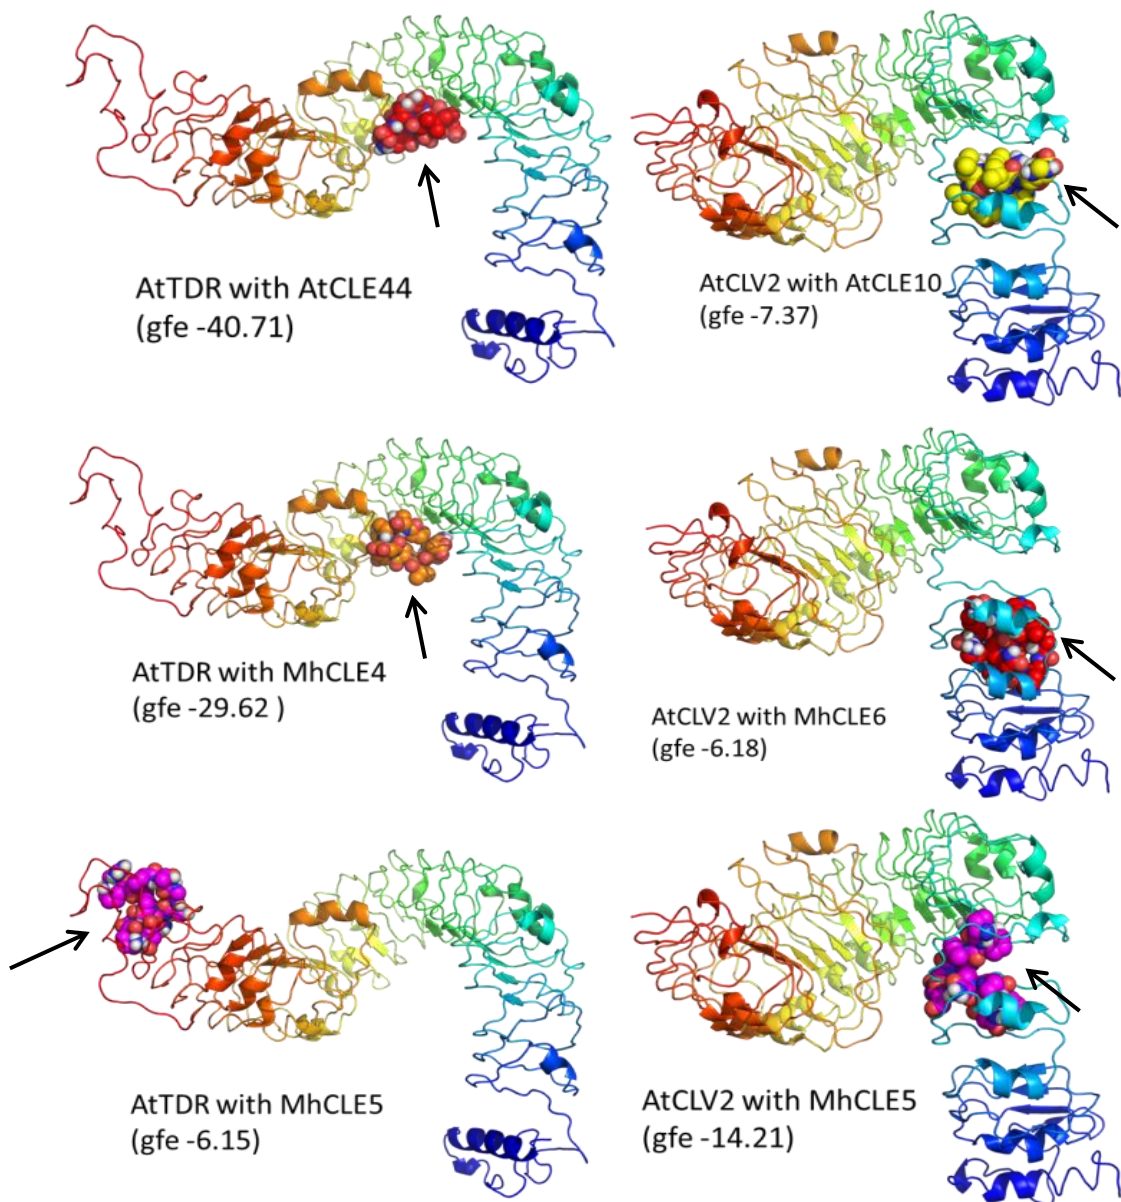 AtTDR with AtCLE44
(gfe -40.71)
AtCLV2 with AtCLE10
(gfe -7.37)
AtTDR with MhCLE4
(gfe -29.62 )
AtCLV2 with MhCLE6
(gfe -6.18)
AtTDR with MhCLE5
(gfe -6.15)
AtCLV2 with MhCLE5
(gfe -14.21)